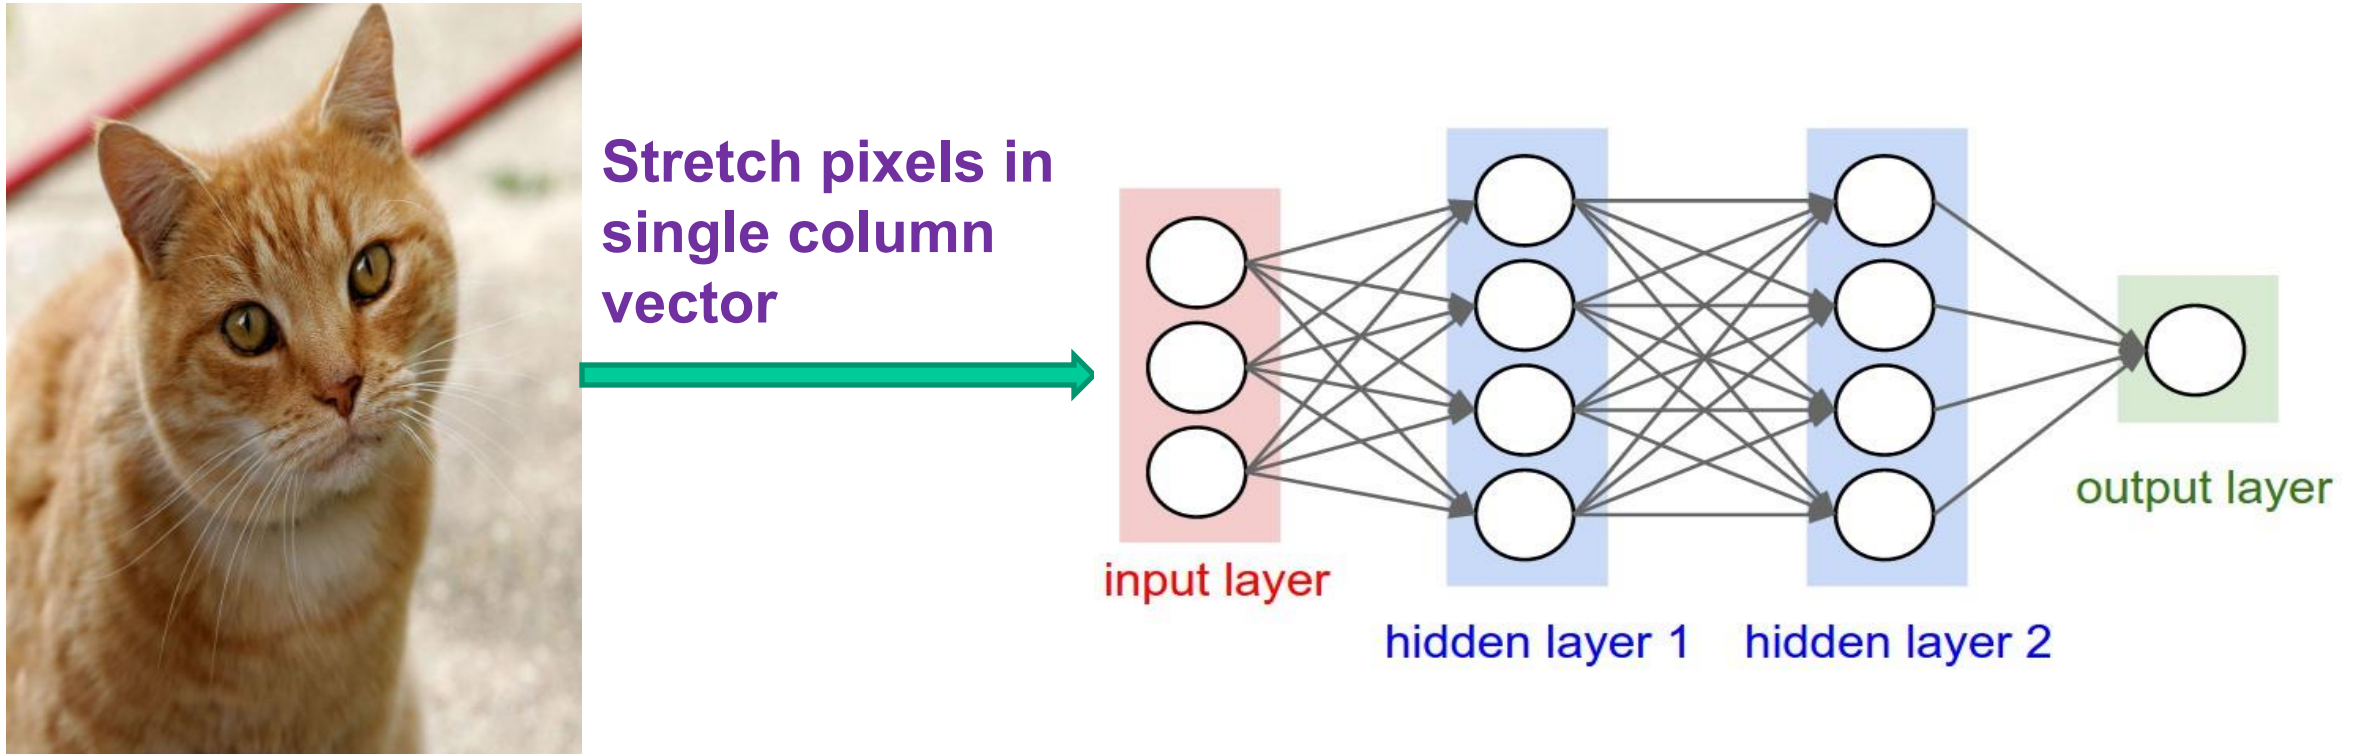 Stretch pixels in
single column
vector
input layer
hidden layer 1
hidden layer 2
output layer